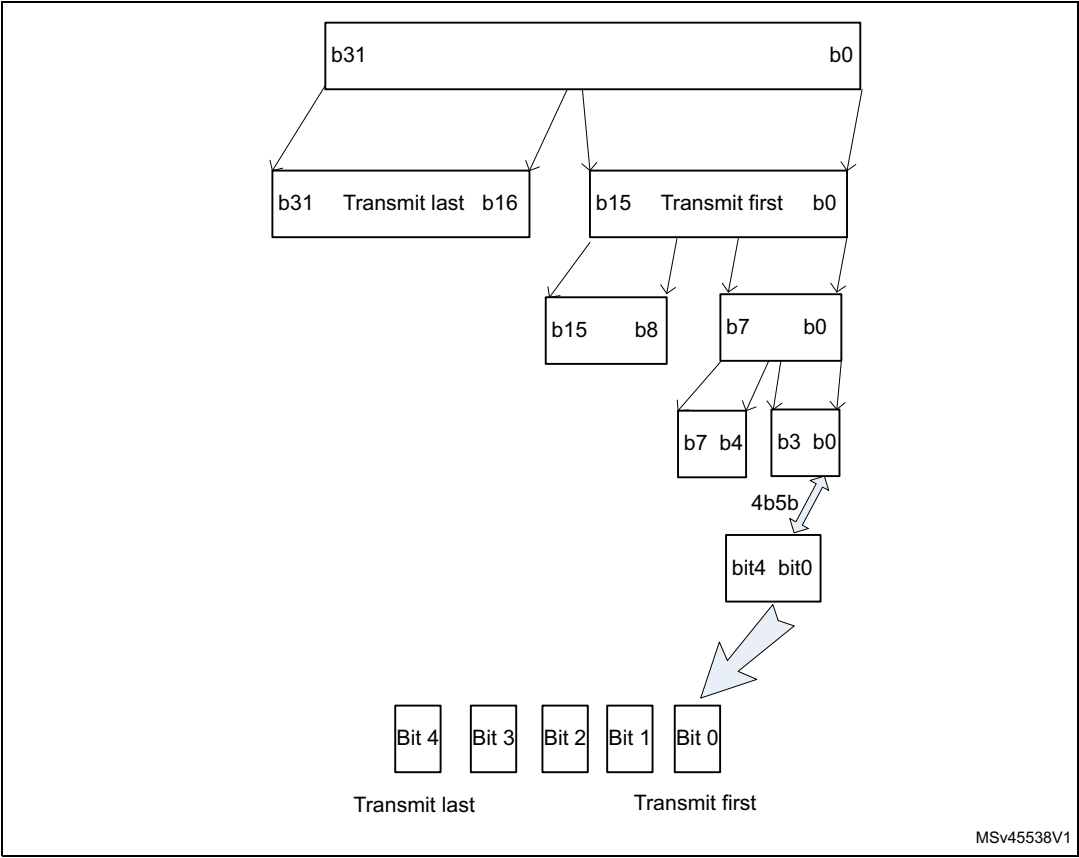 b31 b0
b31 Transmit last b16 b15 Transmit first b0
b15 b8 b7 b0
b7 b4 b3 b0
4b5b
bit4 bit0
Bit 4 Bit 3 Bit 2 Bit 1 Bit 0
Transmit last Transmit first
MSv45538V1